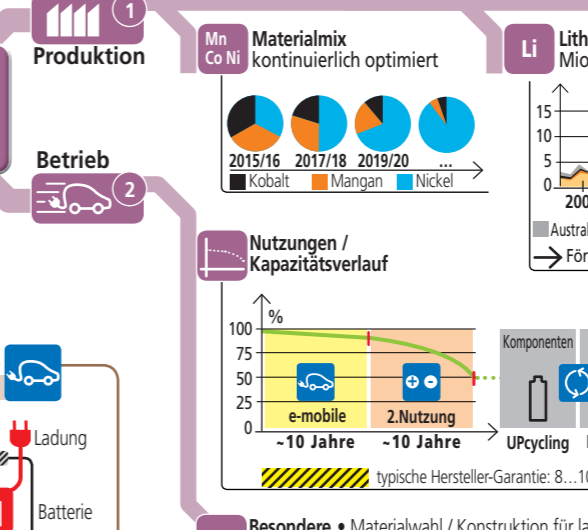 1
Produktion
Mn
Co Ni
Materialmix
kontinuierlich optimiert
2015/16 2017/18 2019/20 ...
Kobalt Mangan Nickel
Li
15
10
5
0
Betrieb
2
Nutzungen /
Kapazitätsverlauf
%
100
75
50
25
0
e-mobile
2.Nutzung
~10 Jahre ~10 Jahre
Komponenten
UPcycling
typische Hersteller-Garantie: 8...
Ladung
Batterie
Besondere • Materialwahl / Konstruktion für